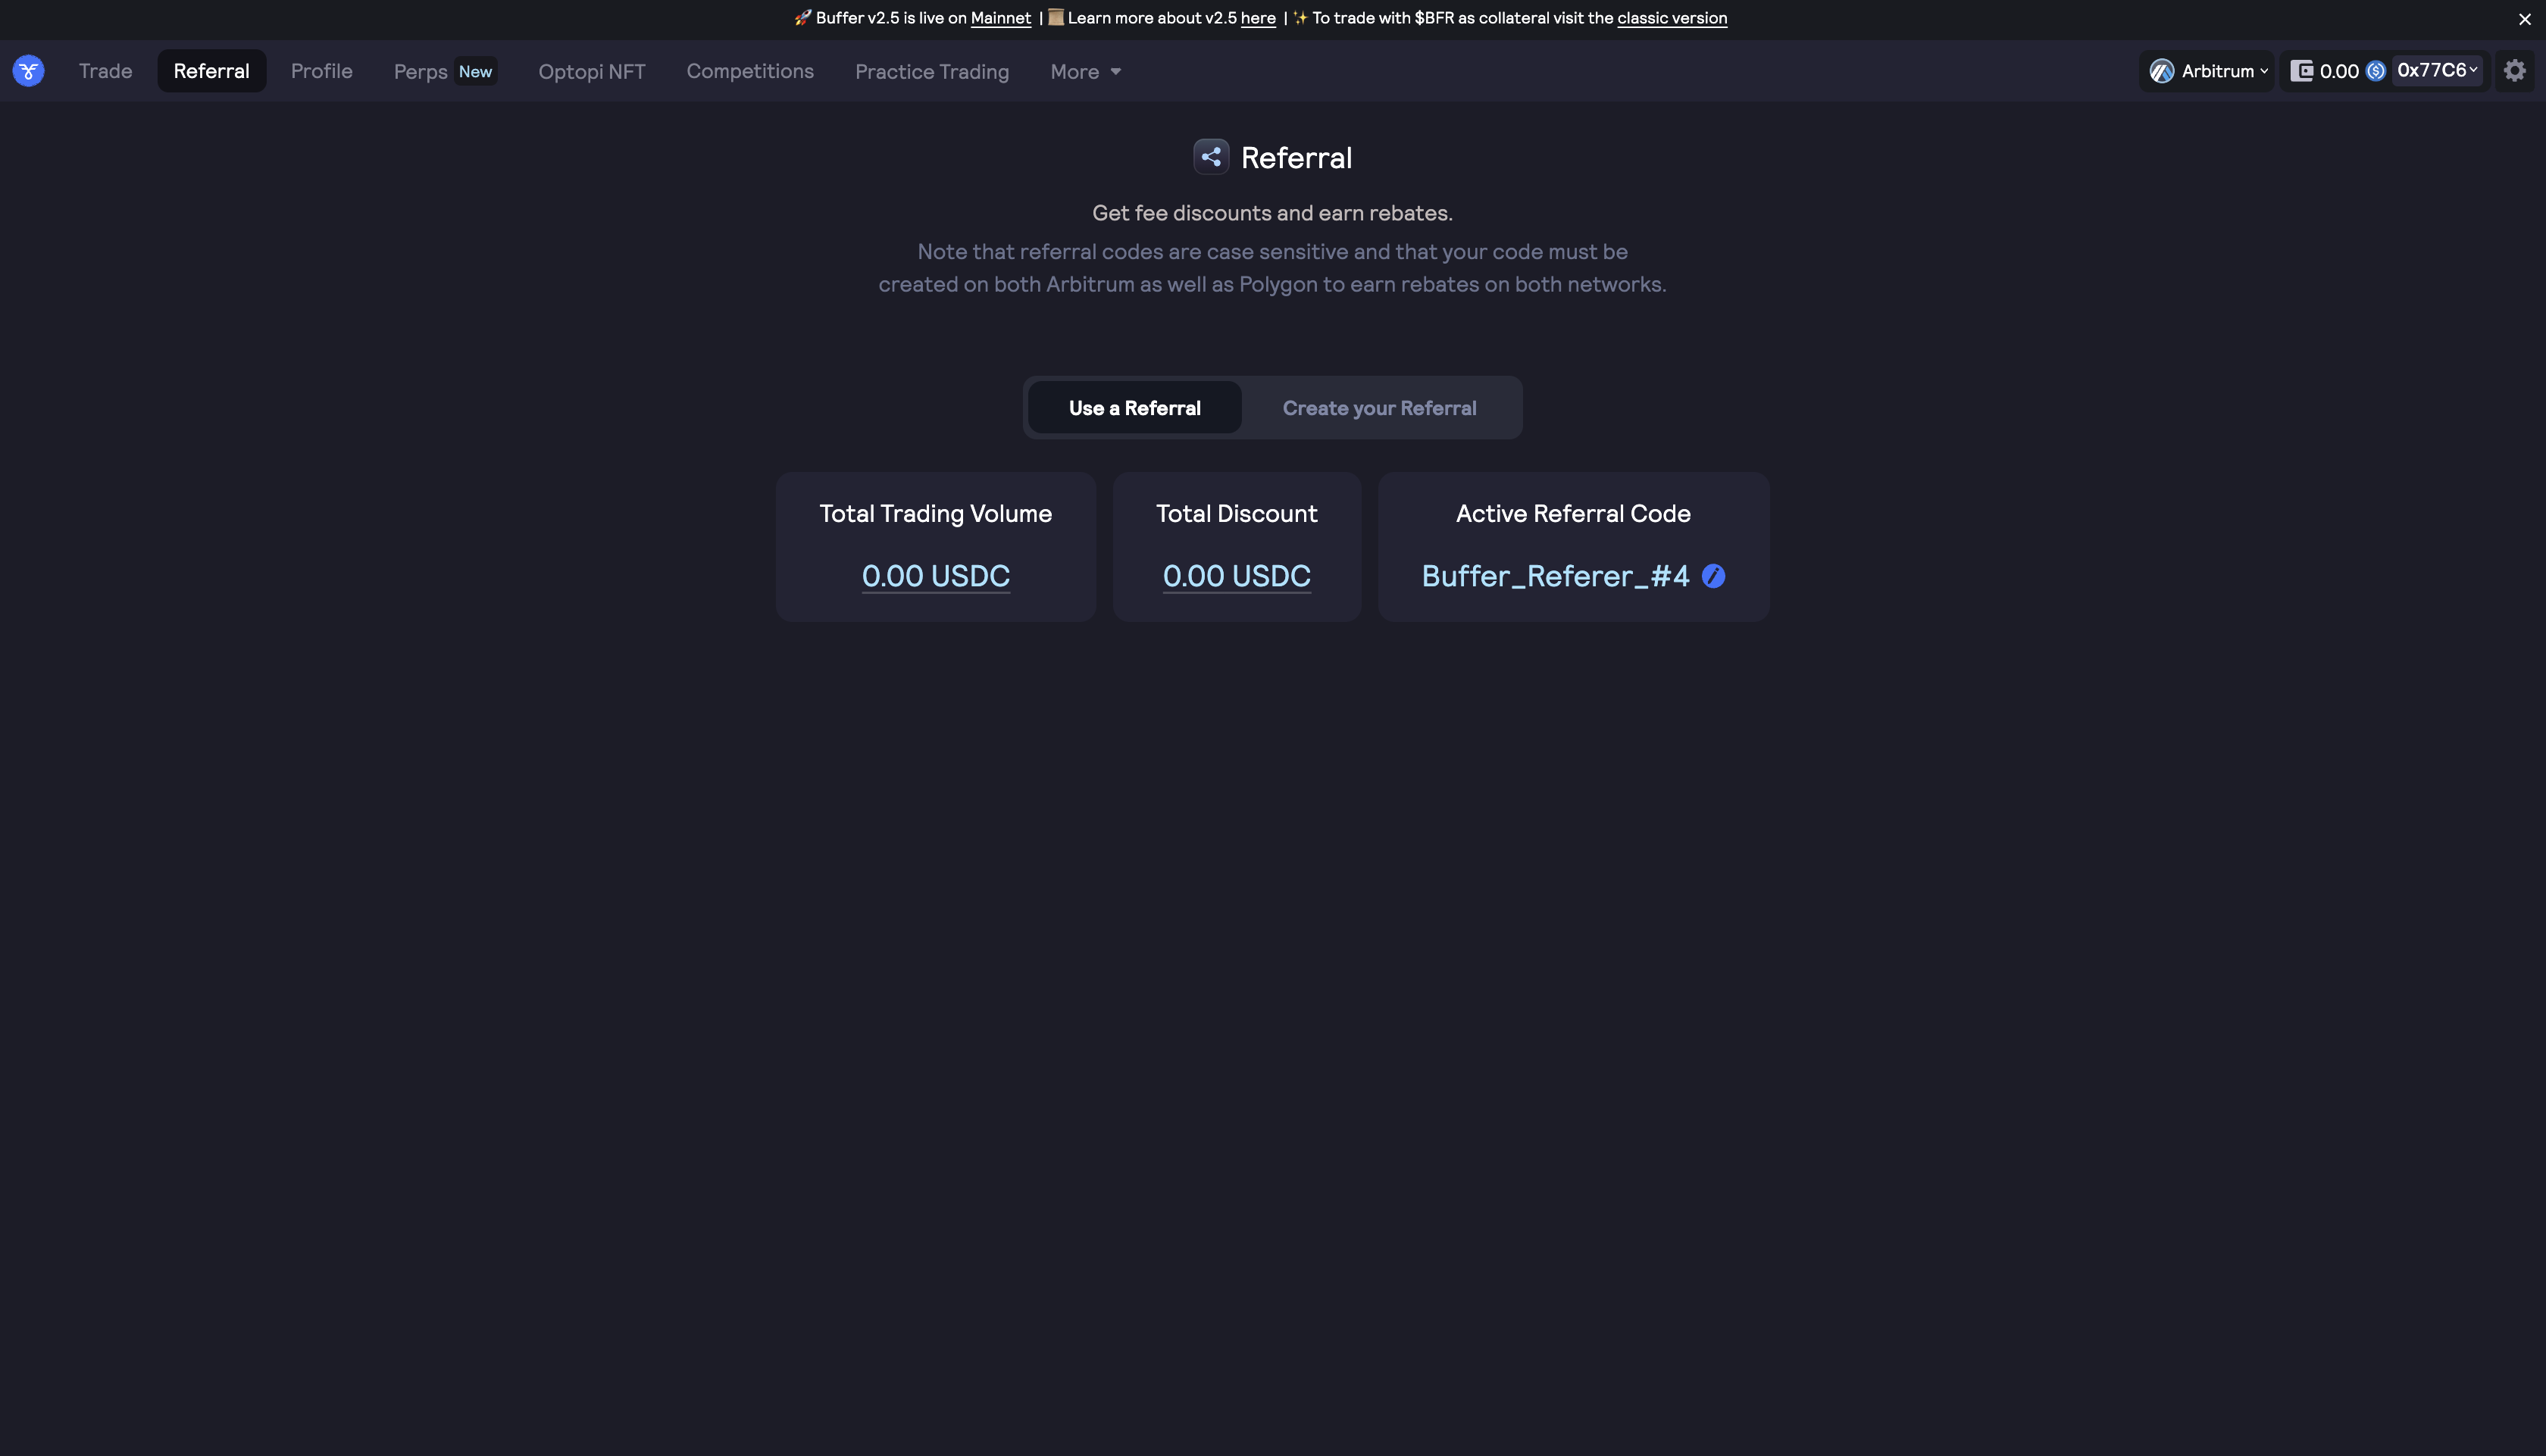 🚀 Buffer v2.5 is live on Mainnet | 📜 Learn more about v2.5 here | ✨ To trade with $BFR as collateral visit the classic version
Trade Referral Profile Perps New Optopi NFT Competitions Practice Trading More Arbitrum 0.00 0x77C6
Referral
Get fee discounts and earn rebates.
Note that referral codes are case sensitive and that your code must be
created on both Arbitrum as well as Polygon to earn rebates on both networks.
Use a Referral Create your Referral
Total Trading Volume Total Discount Active Referral Code
0.00 USDC 0.00 USDC Buffer_Referer_#4